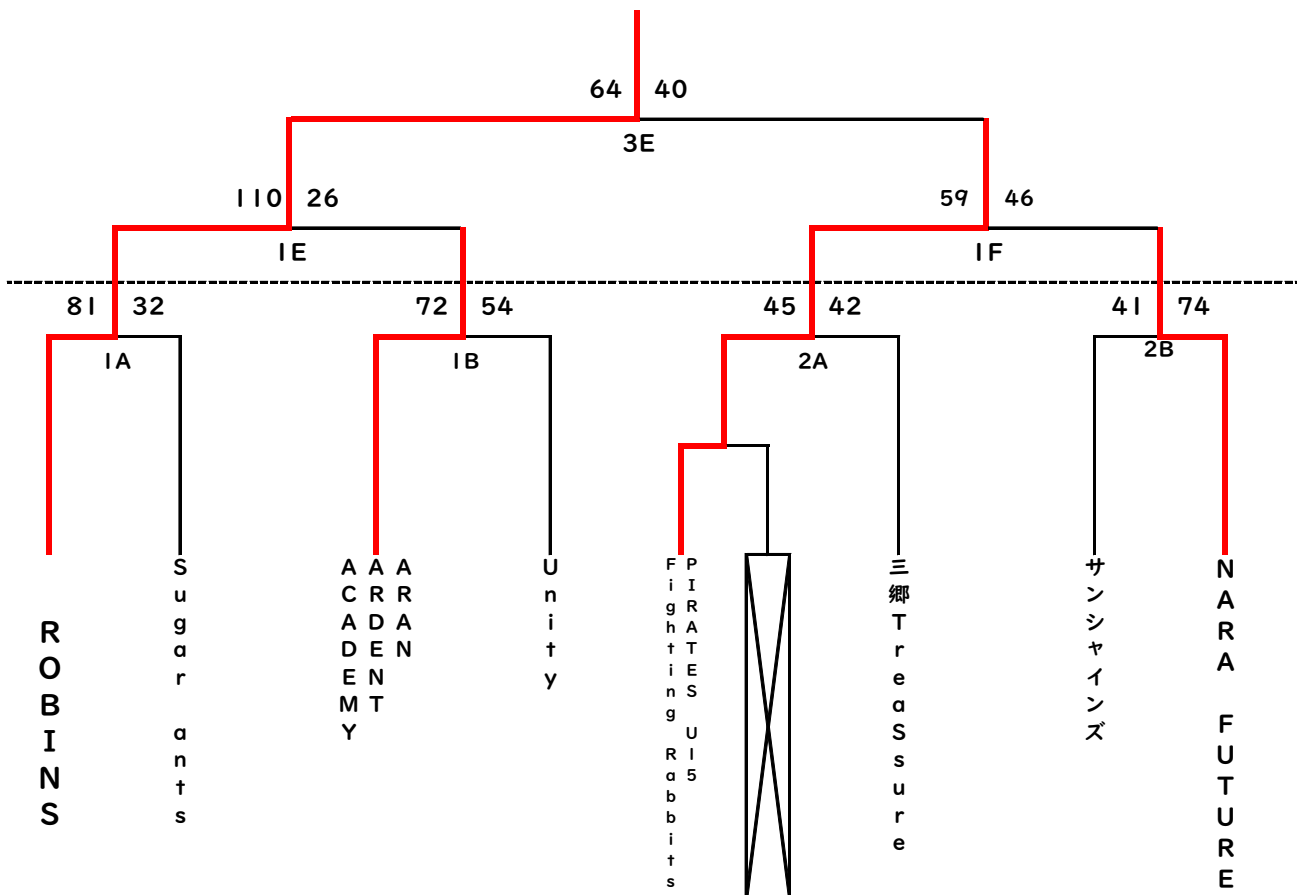 64 40
3E
110 26
59 46
1E
1F
81 32
72 54
45 42
41 74
1A
1B
2A
2B
ROBINS
Sugar ants
ARAN
ARDENT
ACADEMY
Unity
PIRATES U15
Fighting Rabbits
三郷TreaSsure
サンシャインズ
NARA FUTURE